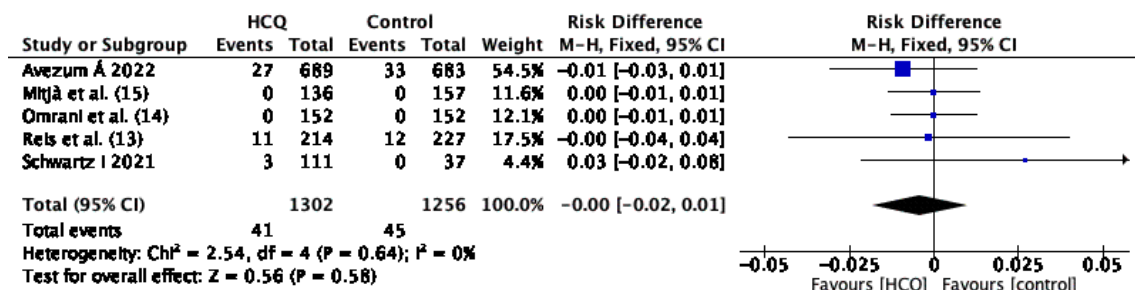 HCQ Control Risk Difference Risk Difference
Study or Subgroup Events Total Events Total Weight M-H, Fixed, 95% CI M-H, Fixed, 95% CI
Avezum Á 2022 27 689 33 683 54.5% -0.01 [-0.03, 0.01]
Mitjà et al. (15) 0 136 0 157 11.6% 0.00 [-0.01, 0.01]
Omrani et al. (14) 0 152 0 152 12.1% 0.00 [-0.01, 0.01]
Reis et al. (13) 11 214 12 227 17.5% -0.00 [-0.04, 0.04]
Schwartz I 2021 3 111 0 37 4.4% 0.03 [-0.02, 0.08]
Total (95% CI) 1302 1256 100.0% -0.00 [-0.02, 0.01]
Total events 41 45
Heterogeneity: Chi² = 2.54, df = 4 (P = 0.64); I² = 0%
Test for overall effect: Z = 0.56 (P = 0.58)
-0.05 -0.025 0 0.025 0.05
Favours [HCQ] Favours [control]